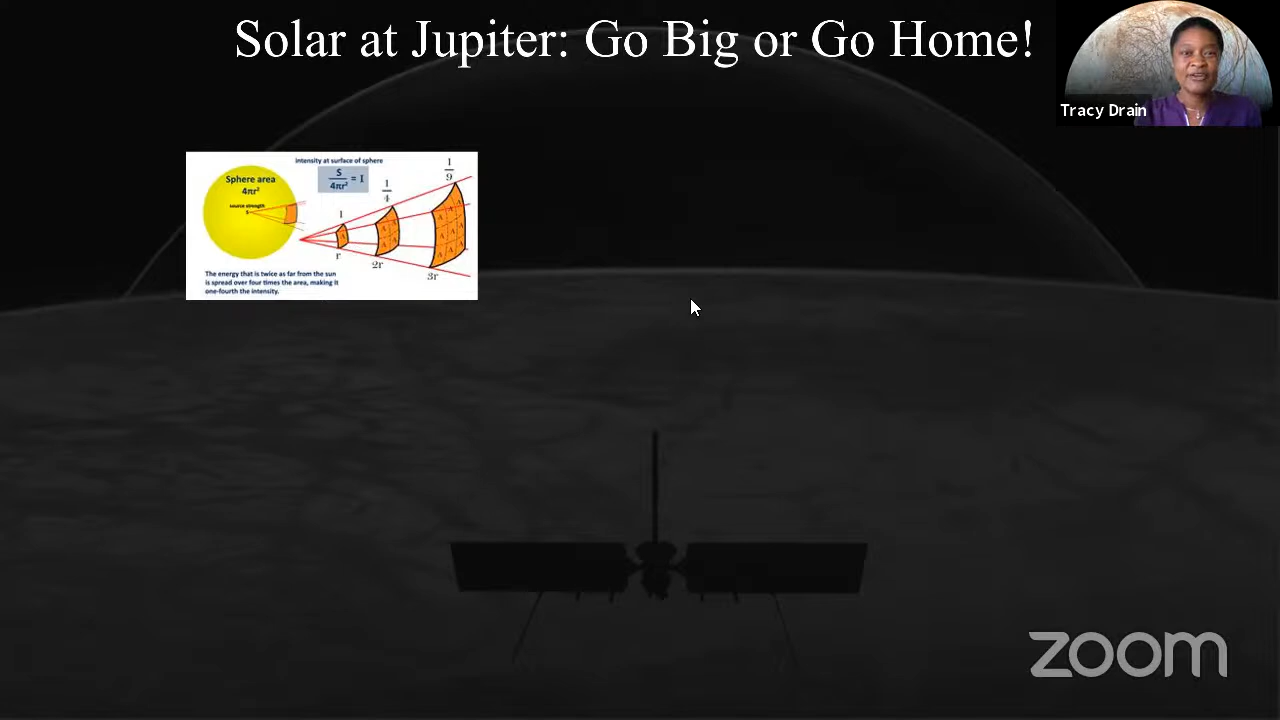 Solar at Jupiter: Go Big or Go Home!
Tracy Drain
intensity at surface of sphere
S
4πr²
= I
Sphere area
4πr²
source strength
S
1
1
4
1
9
A
A A
A A
A A A
A A A
A A A
r
2r
3r
The energy that is twice as far from the sun
is spread over four times the area, making it
one-fourth the intensity.
zoom